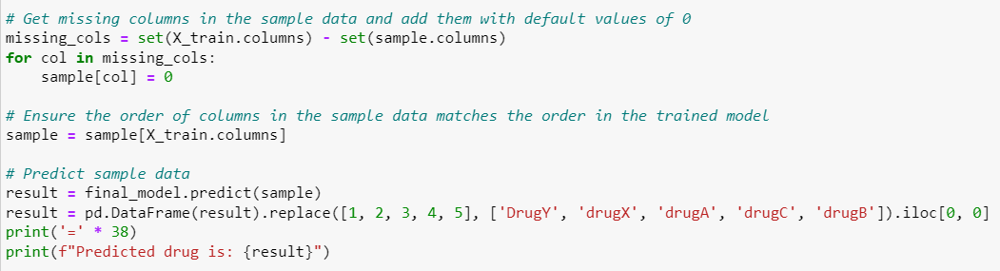 # Get missing columns in the sample data and add them with default values of 0
missing_cols = set(X_train.columns) - set(sample.columns)
for col in missing_cols:
    sample[col] = 0

# Ensure the order of columns in the sample data matches the order in the trained model
sample = sample[X_train.columns]

# Predict sample data
result = final_model.predict(sample)
result = pd.DataFrame(result).replace([1, 2, 3, 4, 5], ['DrugY', 'drugX', 'drugA', 'drugC', 'drugB']).iloc[0, 0]
print('=' * 38)
print(f"Predicted drug is: {result}")